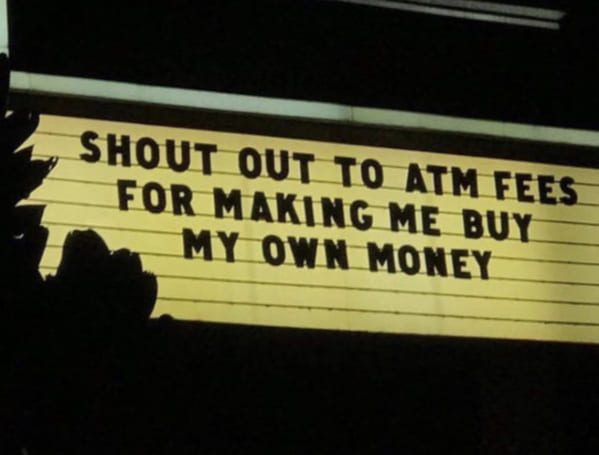 SHOUT OUT TO ATM FEES
FOR MAKING ME BUY
MY OWN MONEY